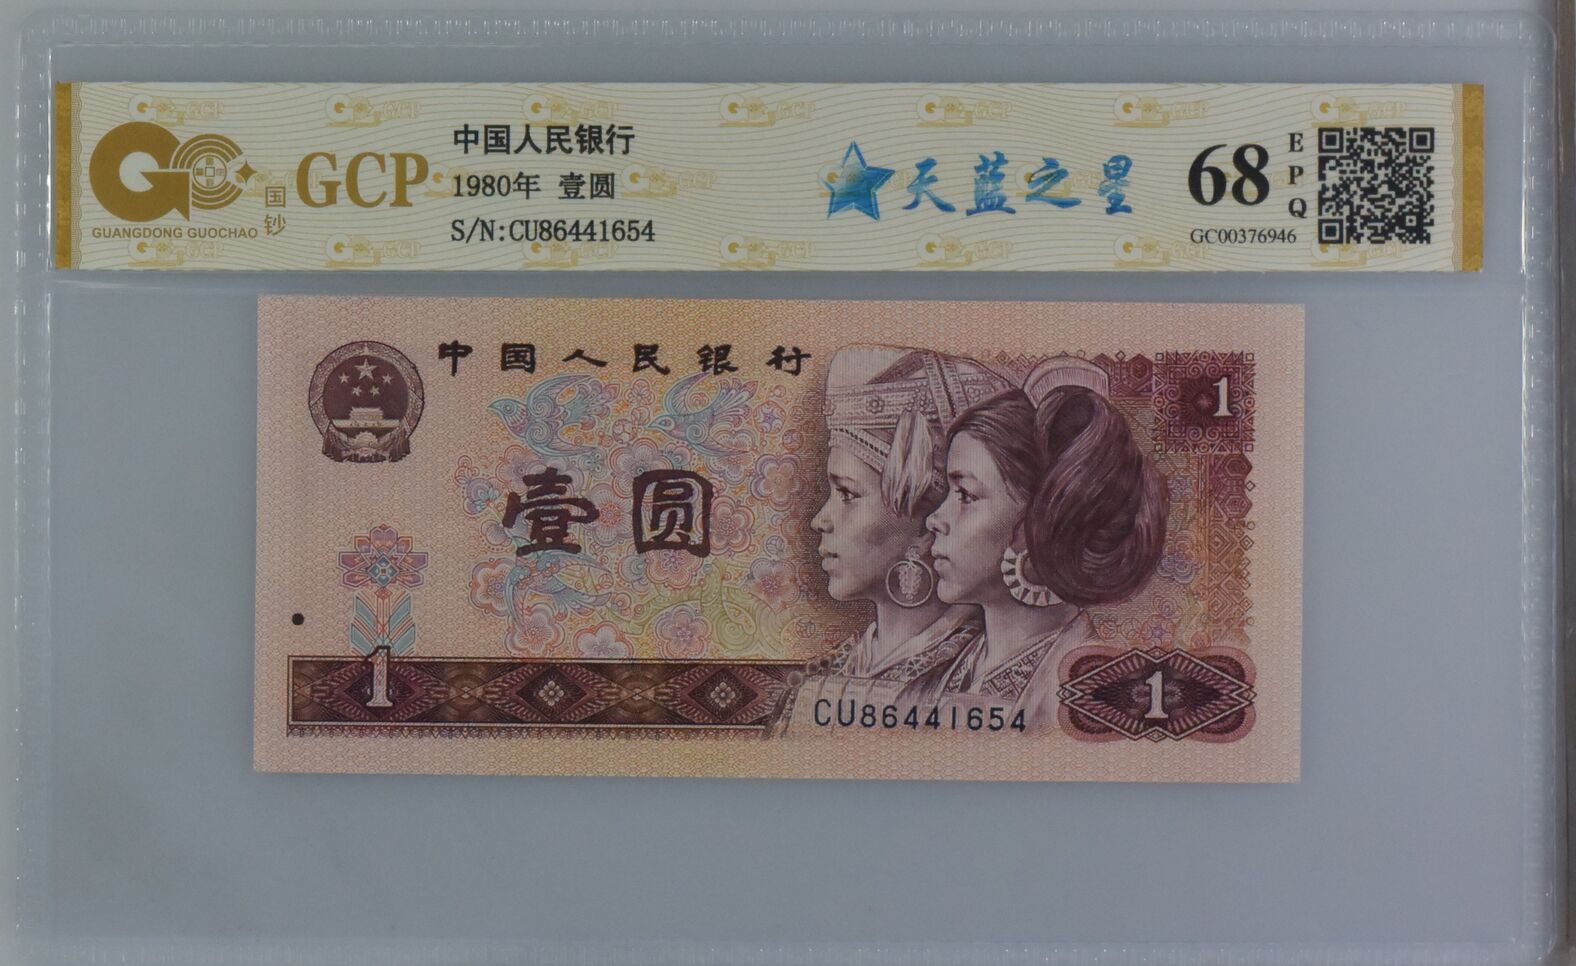 GCP
国钞
GUANGDONG GUOCHAO
中国人民银行
1980年 壹圆
S/N:CU86441654
天蓝之星
68
EPQ
GC00376946
中国人民银行
1
壹圆
1
CU86441654
1